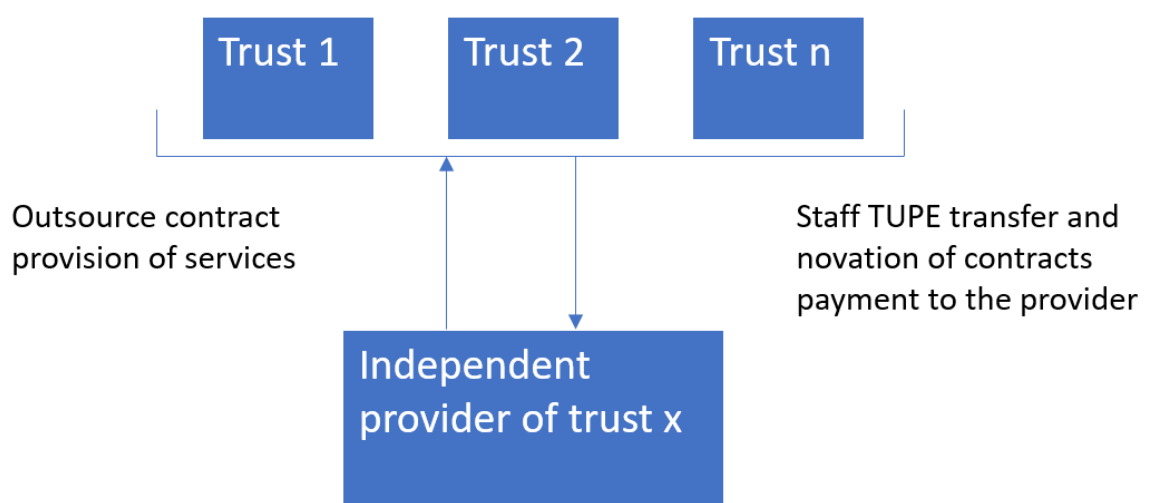 Trust 1
Trust 2
Trust n
Outsource contract
provision of services
Staff TUPE transfer and
novation of contracts
payment to the provider
Independent
provider of trust x